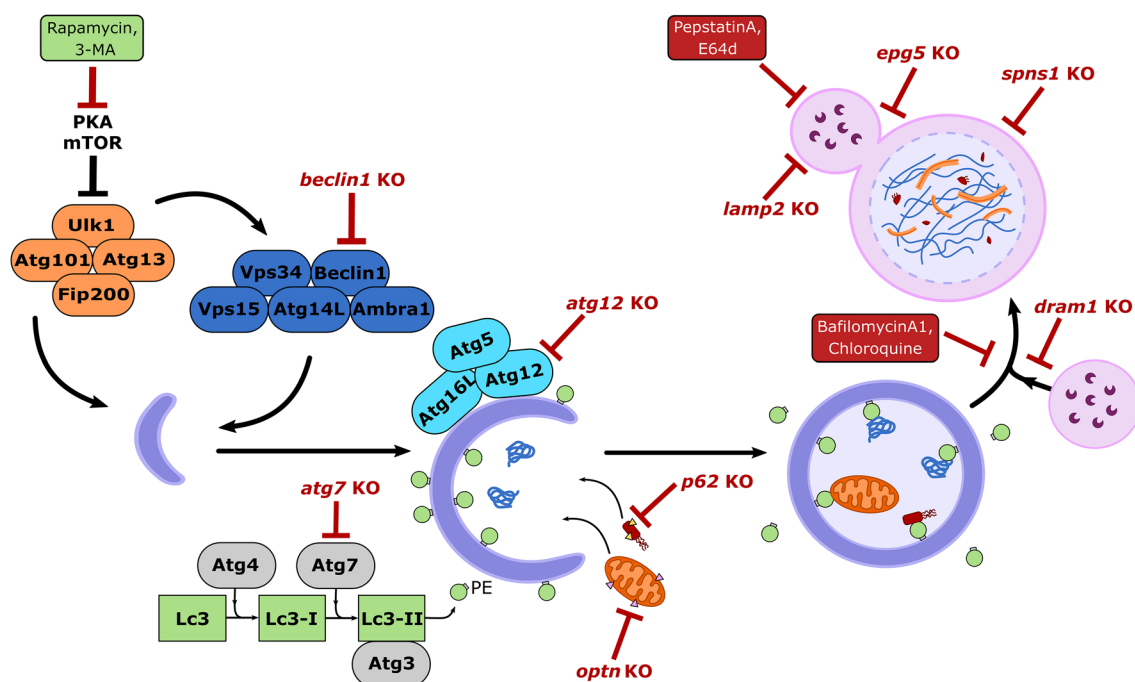 Rapamycin,
3-MA
PKA
mTOR
Ulk1
Atg101
Atg13
Fip200
beclin1 KO
Vps34
Beclin1
Vps15
Atg14L
Ambra1
atg12 KO
Atg5
Atg12
Atg16L
atg7 KO
Atg4
Atg7
Lc3
Lc3-I
Lc3-II
Atg3
PE
p62 KO
optn KO
PepstatinA,
E64d
epg5 KO
spns1 KO
lamp2 KO
BafilomycinA1,
Chloroquine
dram1 KO